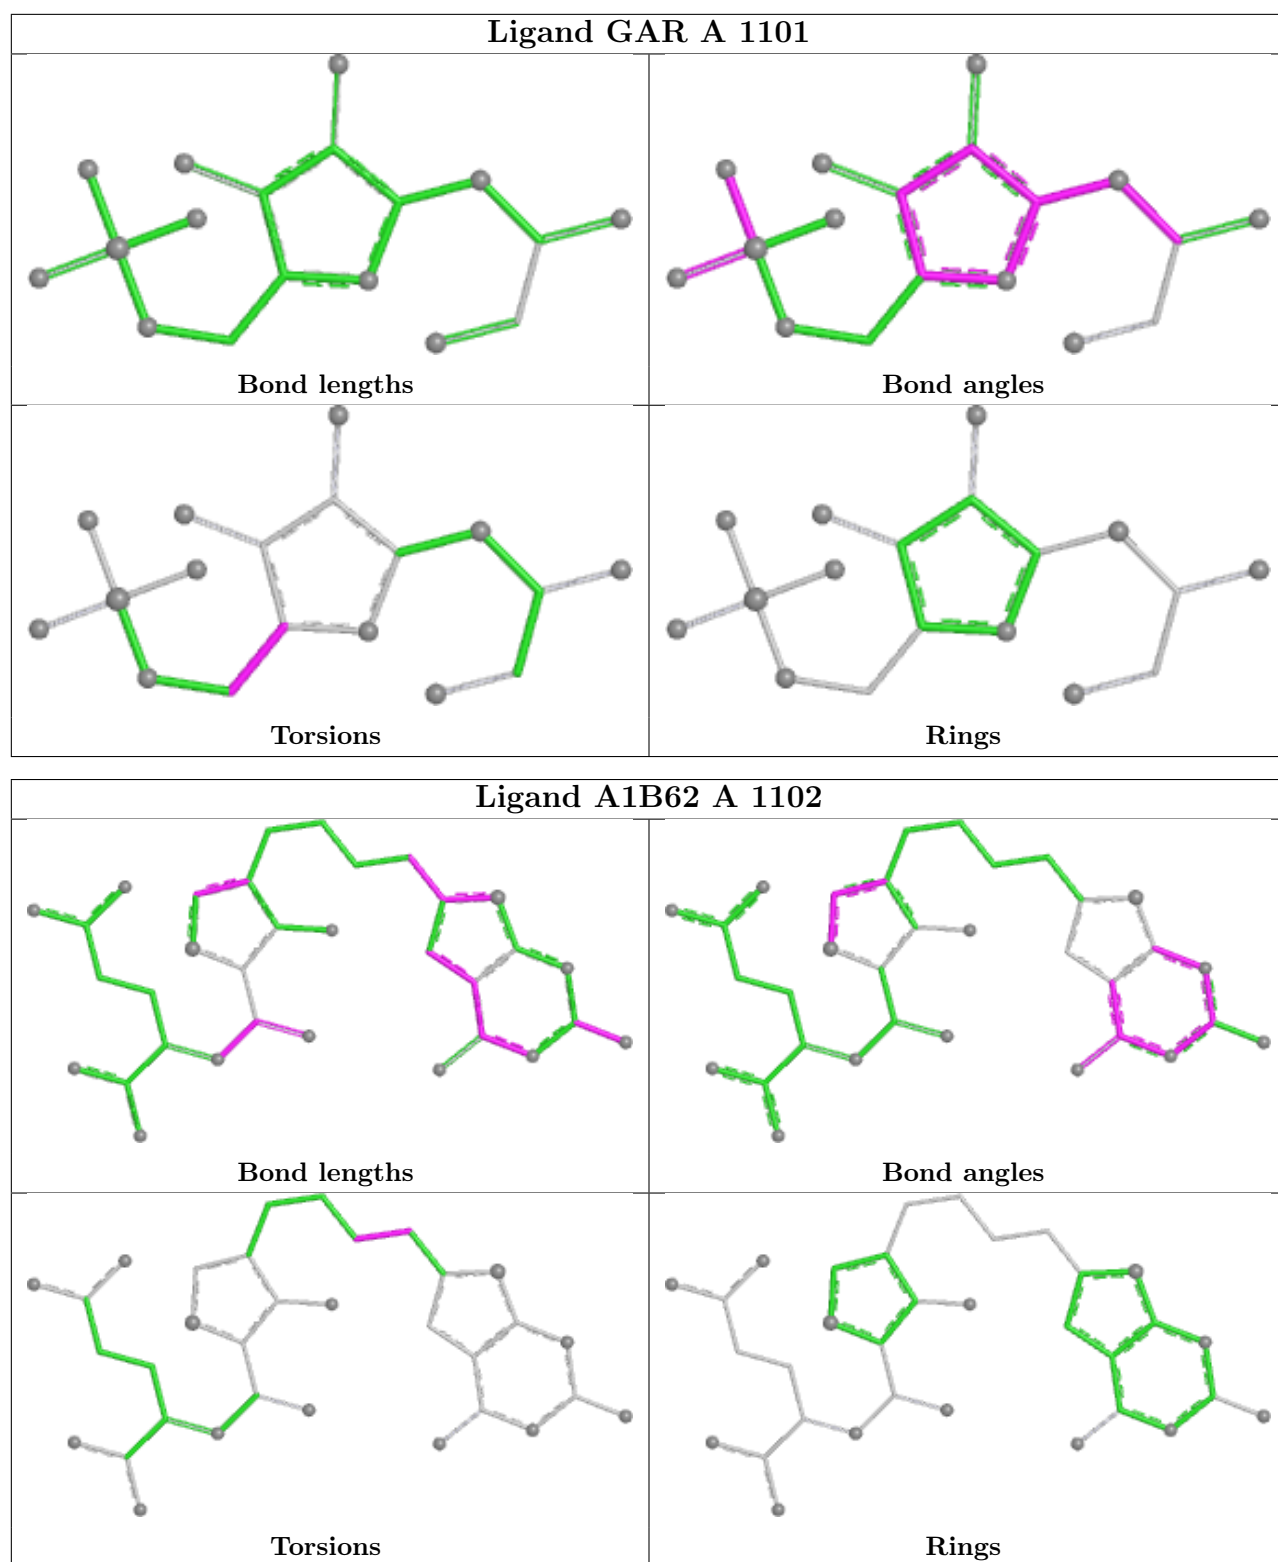 Ligand GAR A 1101
Bond lengths
Bond angles
Torsions
Rings
Ligand A1B62 A 1102
Bond lengths
Bond angles
Torsions
Rings